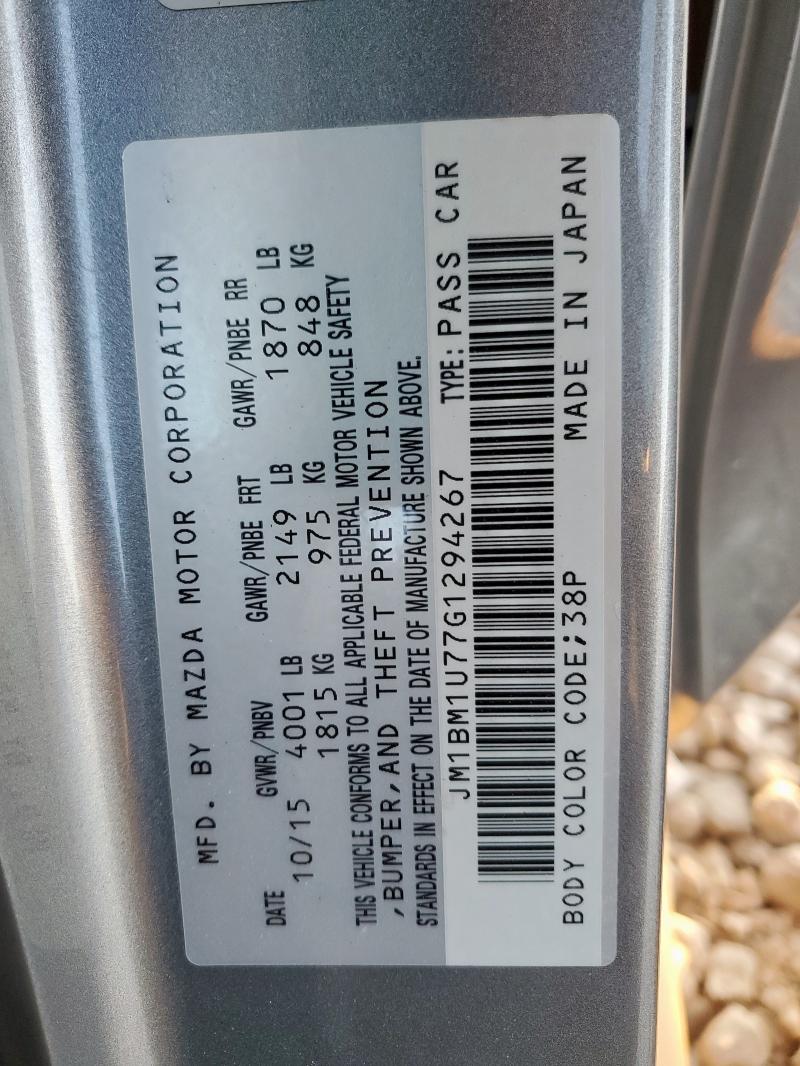 MFD. BY MAZDA MOTOR CORPORATION
DATE GVWR/PNBV GAWR/PNBE FRT GAWR/PNBE RR
10/15 4001 LB 2149 LB 1870 LB
1815 KG 975 KG 848 KG
THIS VEHICLE CONFORMS TO ALL APPLICABLE FEDERAL MOTOR VEHICLE SAFETY
,BUMPER,AND THEFT PREVENTION
STANDARDS IN EFFECT ON THE DATE OF MANUFACTURE SHOWN ABOVE.
JM1BM1U77G1294267 TYPE: PASS CAR
BODY COLOR CODE;38P MADE IN JAPAN